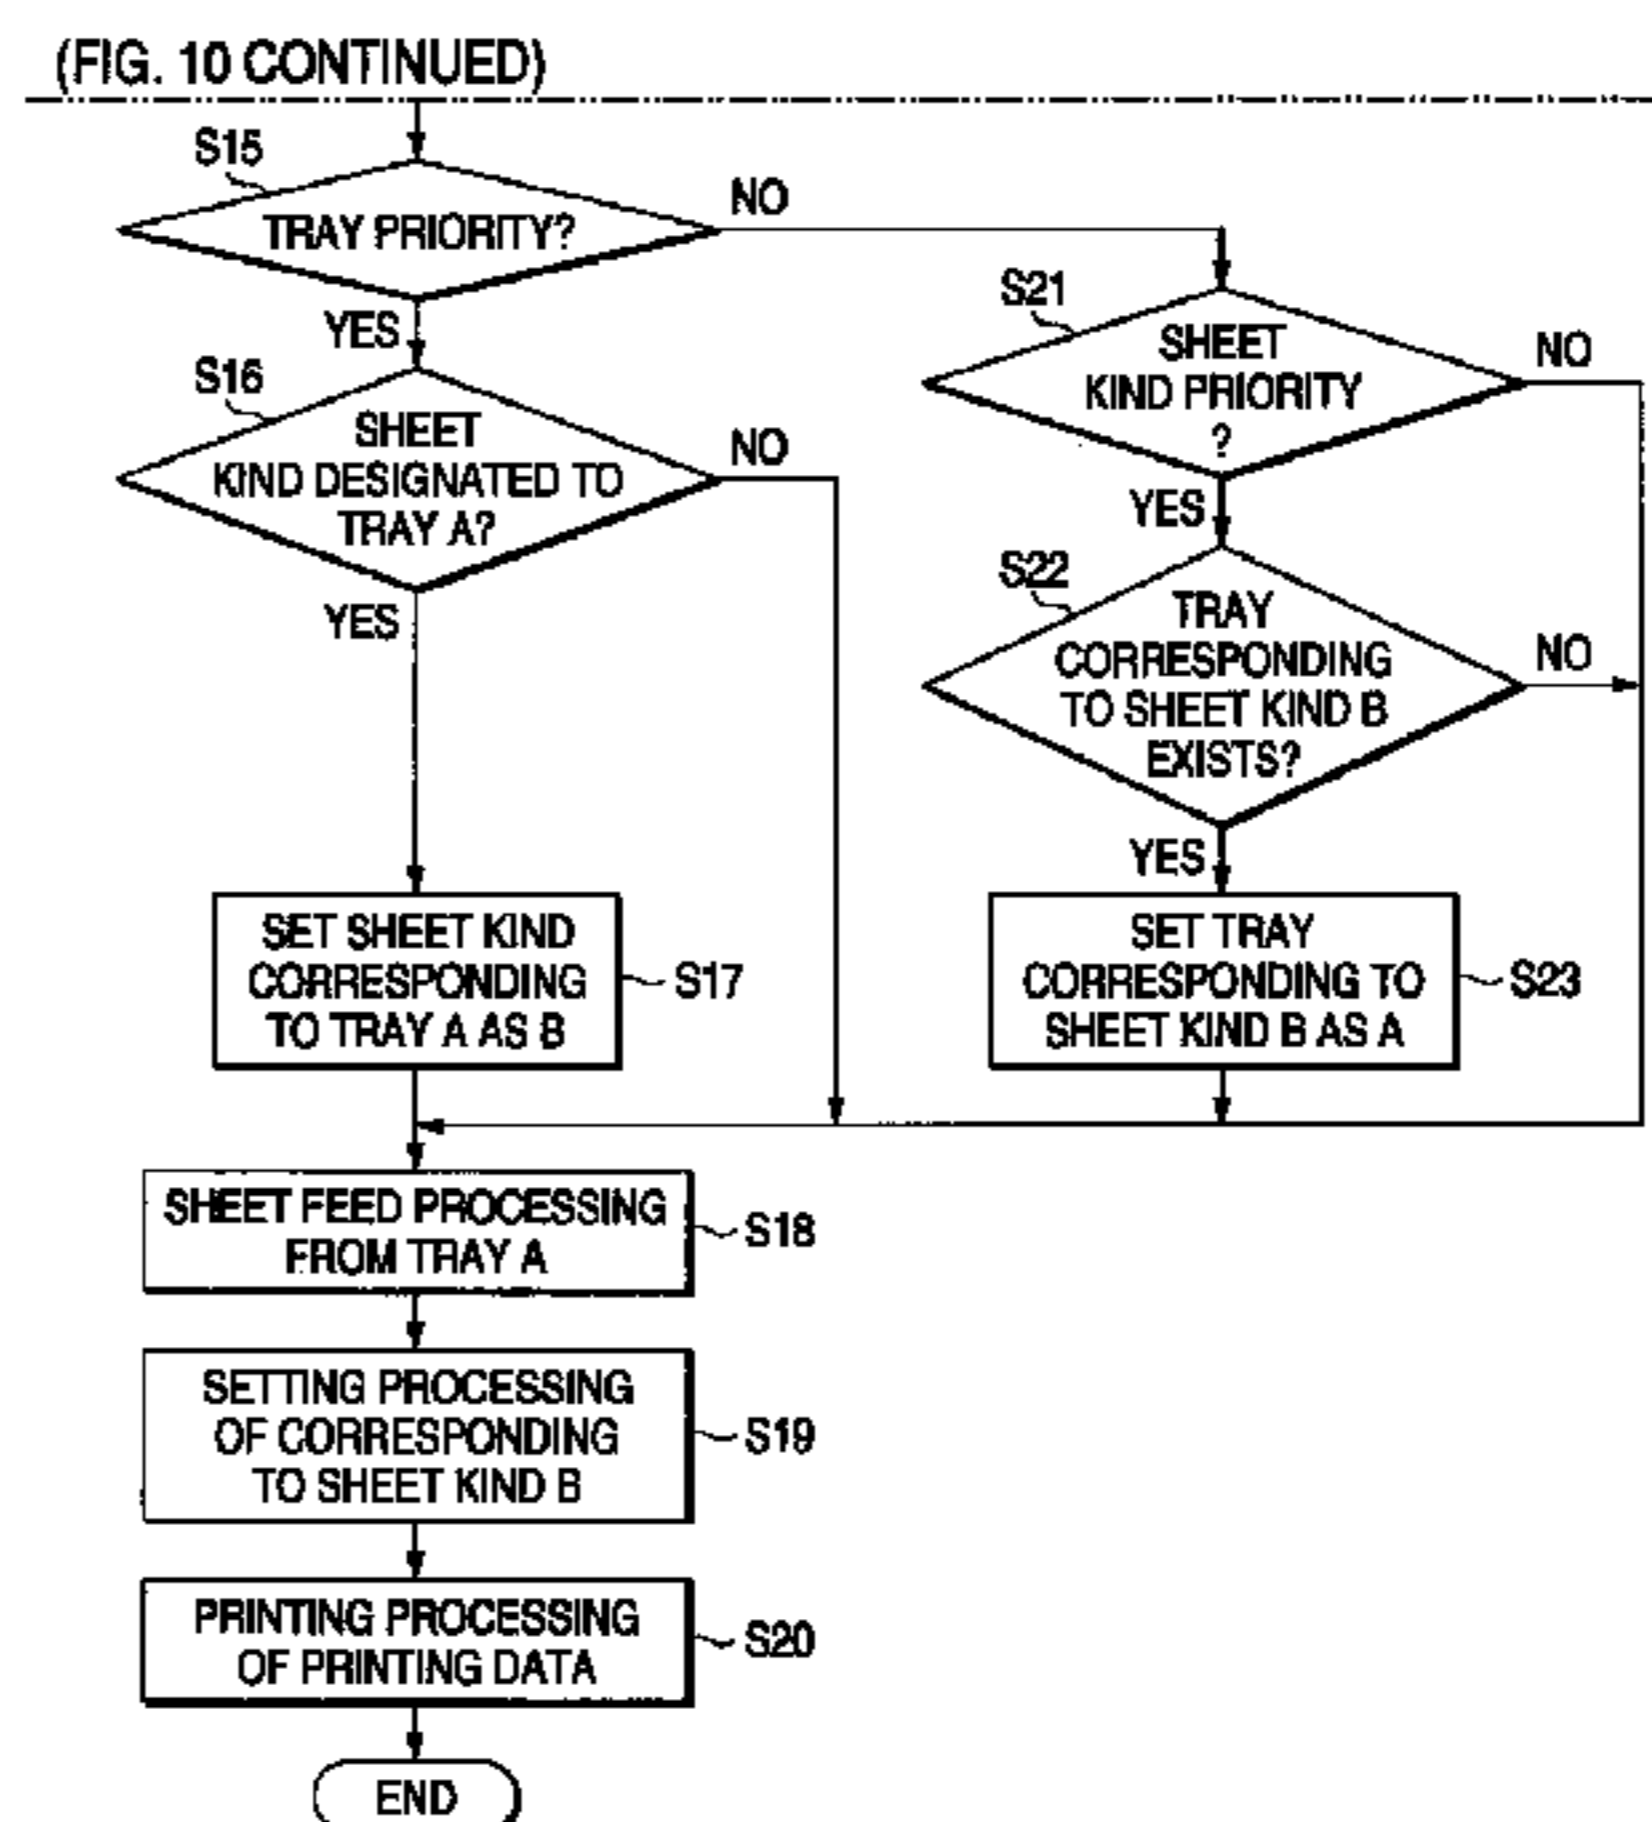 (FIG. 10 CONTINUED)
S15
TRAY PRIORITY?
NO
YES
S16
SHEET
KIND DESIGNATED TO
TRAY A?
NO
YES
S21
SHEET
KIND PRIORITY
?
NO
YES
S22
TRAY
CORRESPONDING
TO SHEET KIND B
EXISTS?
NO
YES
SET SHEET KIND
CORRESPONDING
TO TRAY A AS B
S17
SET TRAY
CORRESPONDING TO
SHEET KIND B AS A
S23
SHEET FEED PROCESSING
FROM TRAY A
S18
SETTING PROCESSING
OF CORRESPONDING
TO SHEET KIND B
S19
PRINTING PROCESSING
OF PRINTING DATA
S20
END